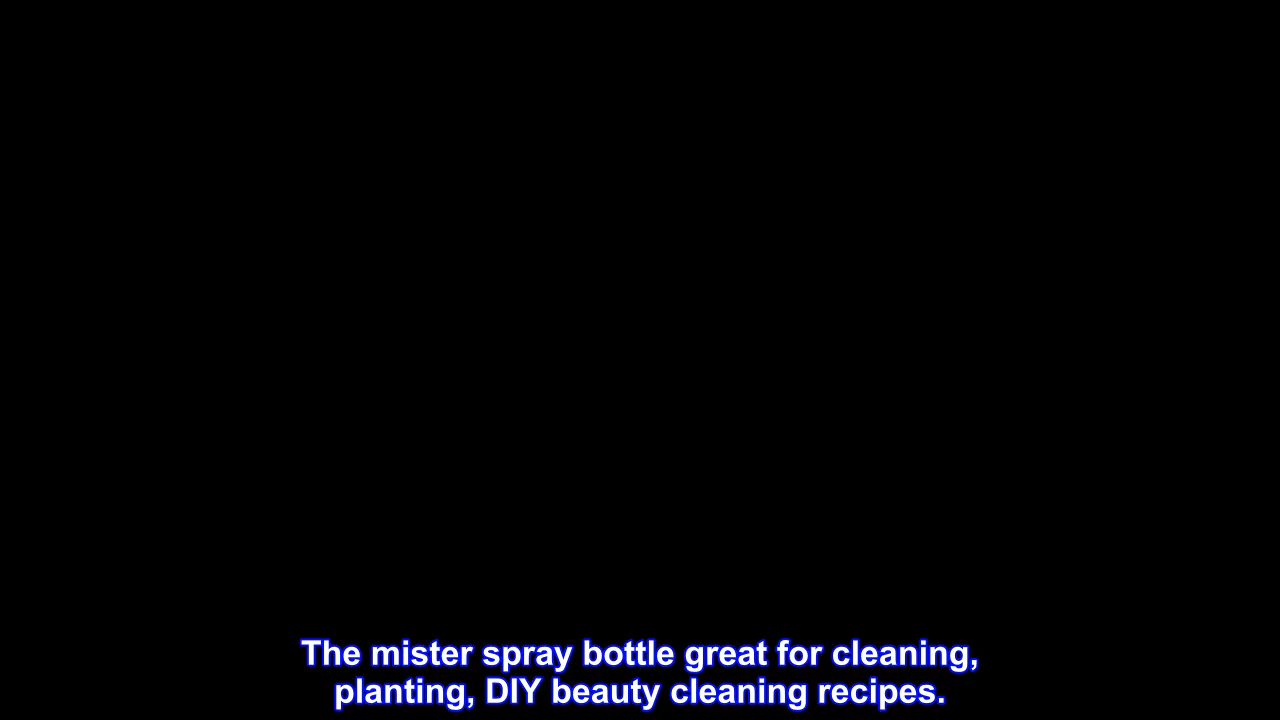 The mister spray bottle great for cleaning,
planting, DIY beauty cleaning recipes.